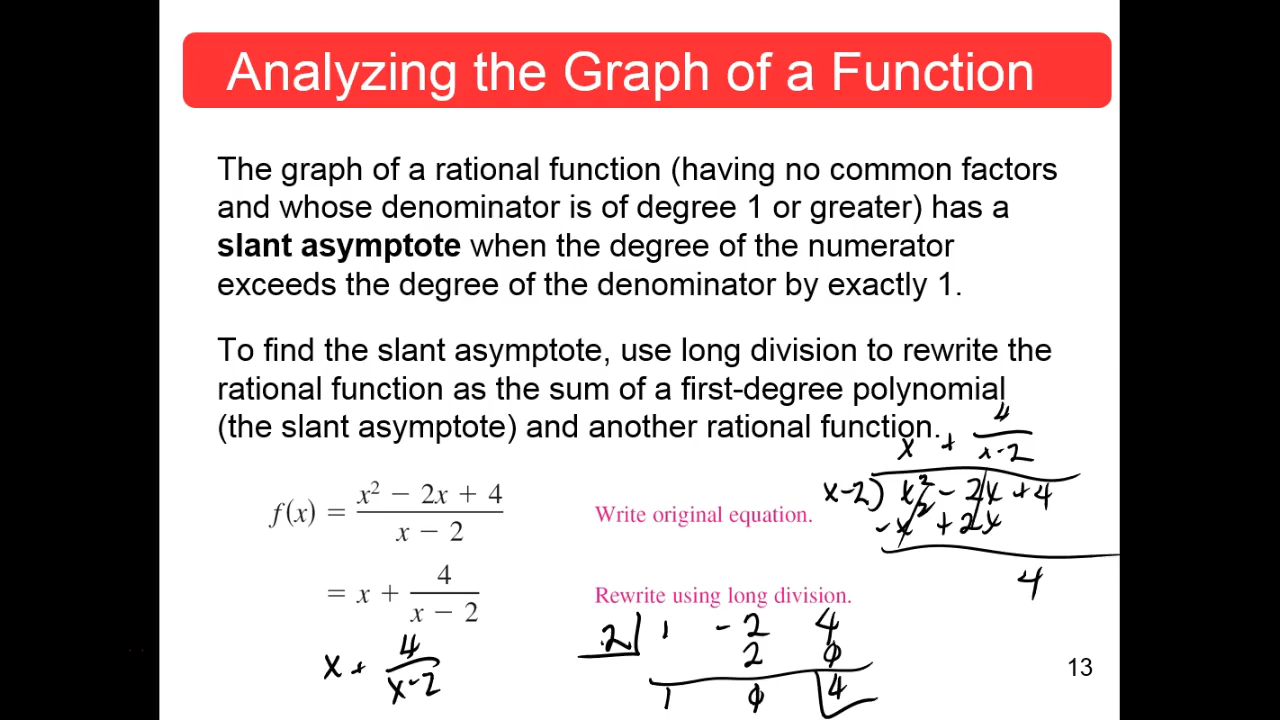 Analyzing the Graph of a Function
The graph of a rational function (having no common factors
and whose denominator is of degree 1 or greater) has a
slant asymptote when the degree of the numerator
exceeds the degree of the denominator by exactly 1.
To find the slant asymptote, use long division to rewrite the
rational function as the sum of a first-degree polynomial
(the slant asymptote) and another rational function.
x + 4/(x-2)
x-2) x² - 2x + 4
-x² + 2x
4
f(x) = (x² − 2x + 4)/(x − 2) Write original equation.
= x + 4/(x − 2) Rewrite using long division.
x + 4/(x-2)
2| 1 -2 4
2 0
1 0 4
13